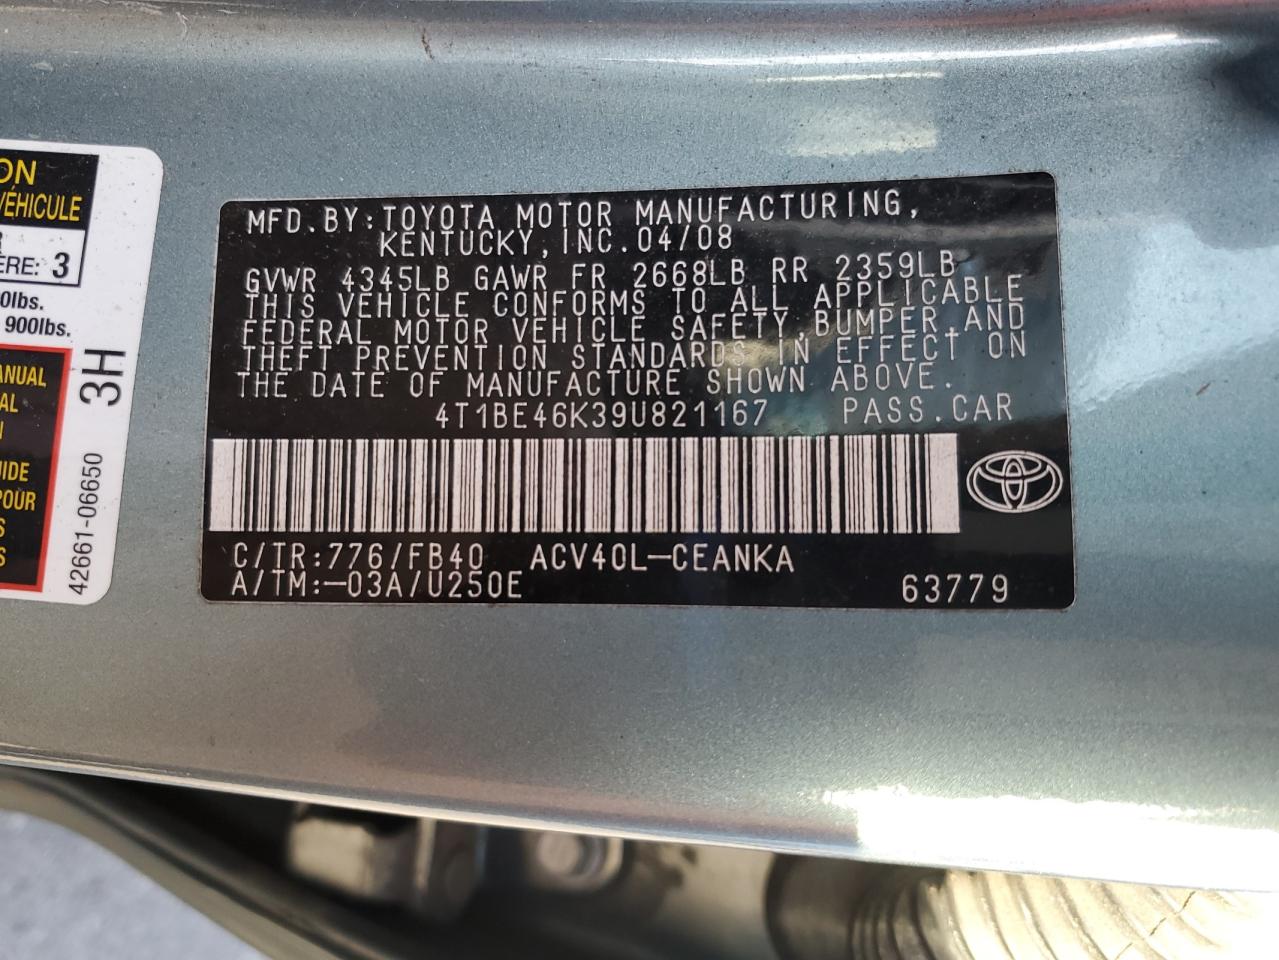 ON
VÉHICULE
R
ÈRE: 3
0lbs.
900lbs.
ANUAL
AL
I
UIDE
POUR
S
S
3H
42661-06650
MFD.BY:TOYOTA MOTOR MANUFACTURING,
KENTUCKY,INC.04/08
GVWR 4345LB GAWR FR 2668LB RR 2359LB
THIS VEHICLE CONFORMS TO ALL APPLICABLE
FEDERAL MOTOR VEHICLE SAFETY,BUMPER,AND
THEFT PREVENTION STANDARDS IN EFFECT ON
THE DATE OF MANUFACTURE SHOWN ABOVE.
4T1BE46K39U821167 PASS.CAR
C/TR:776/FB40 ACV40L-CEANKA
A/TM:-03A/U250E 63779